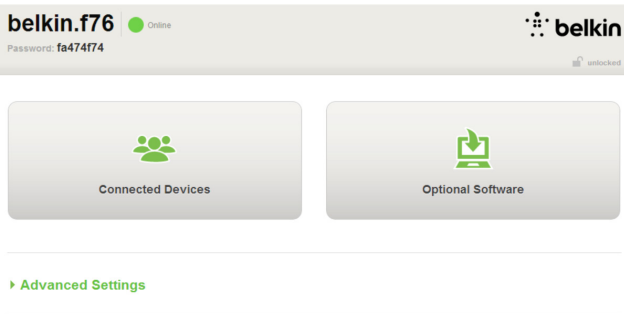 belkin.f76
Online
Password: fa474f74
belkin
unlocked
Connected Devices
Optional Software
Advanced Settings